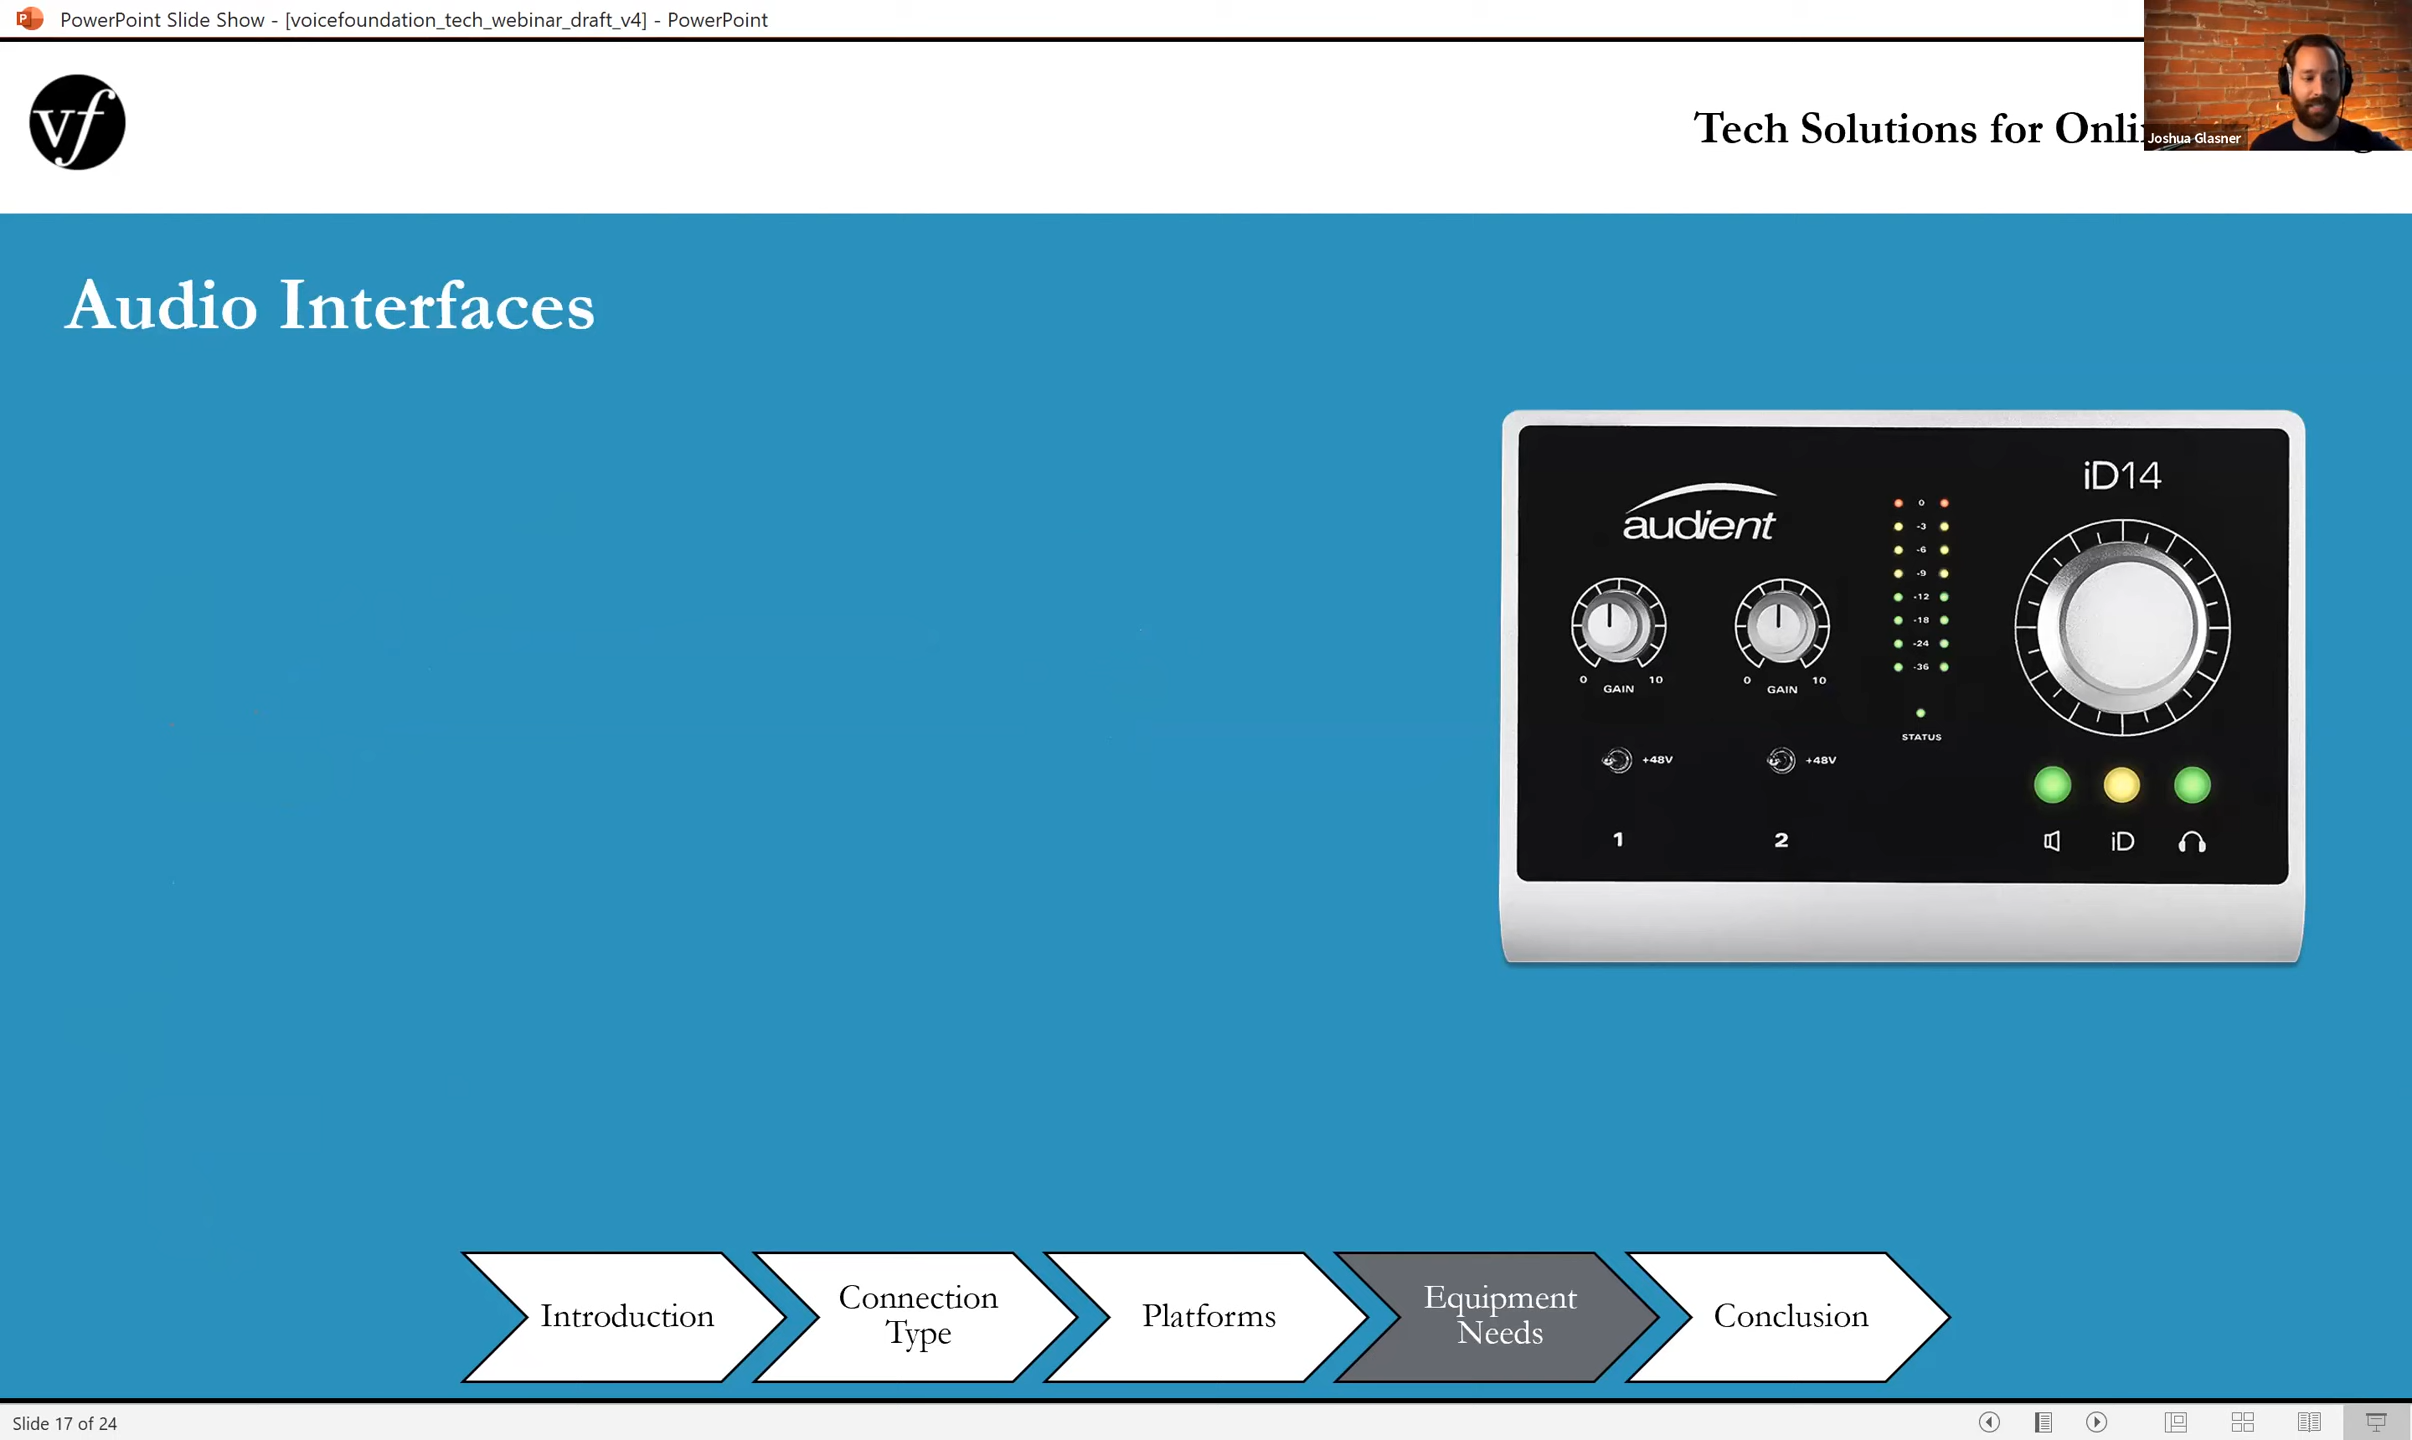 PowerPoint Slide Show - [voicefoundation_tech_webinar_draft_v4] - PowerPoint
vf
Tech Solutions for
Joshua Glasner
Audio Interfaces
audient
iD14
0
-3
-6
-9
-12
-18
-24
-36
0 10
GAIN
0 10
GAIN
STATUS
+48V
+48V
1
2
iD
Introduction
Connection
Type
Platforms
Equipment
Needs
Conclusion
Slide 17 of 24